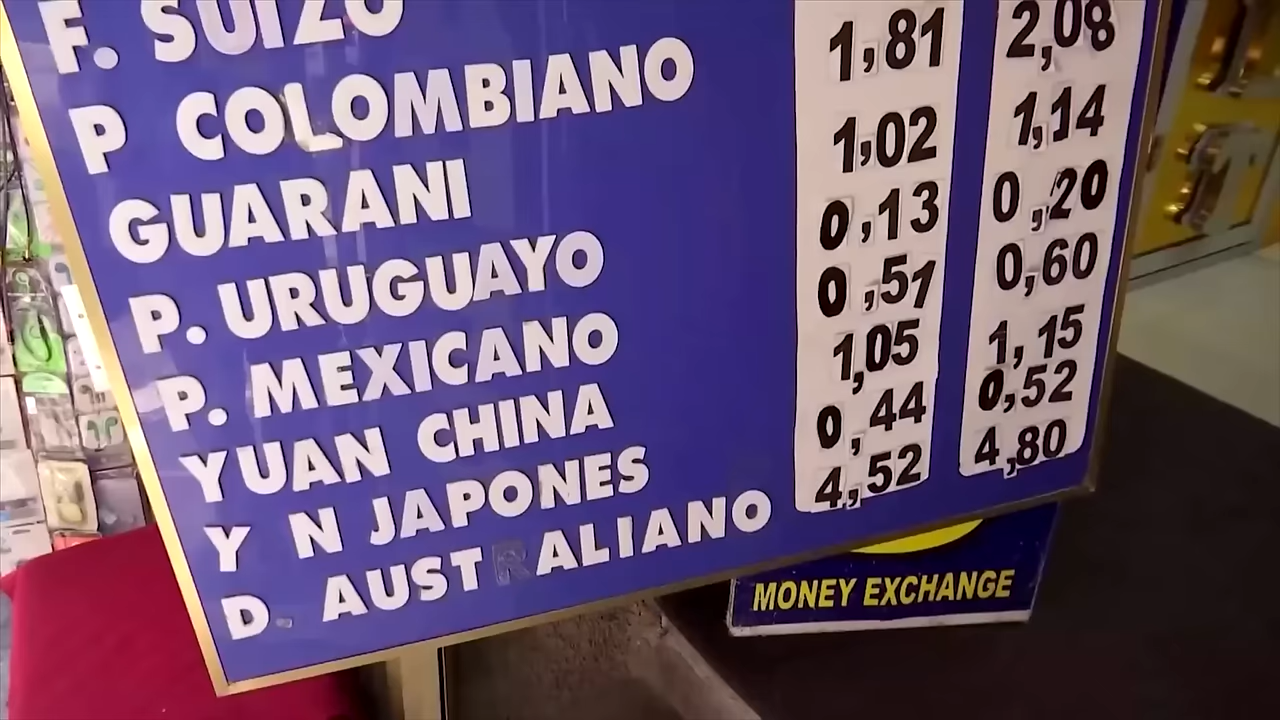 F. SUIZO
P COLOMBIANO 1,81 2,08
GUARANI 1,02 1,14
P. URUGUAYO 0,13 0,20
P. MEXICANO 0,51 0,60
YUAN CHINA 1,05 1,15
Y N JAPONES 0,44 0,52
D. AUSTRALIANO 4,52 4,80
MONEY EXCHANGE